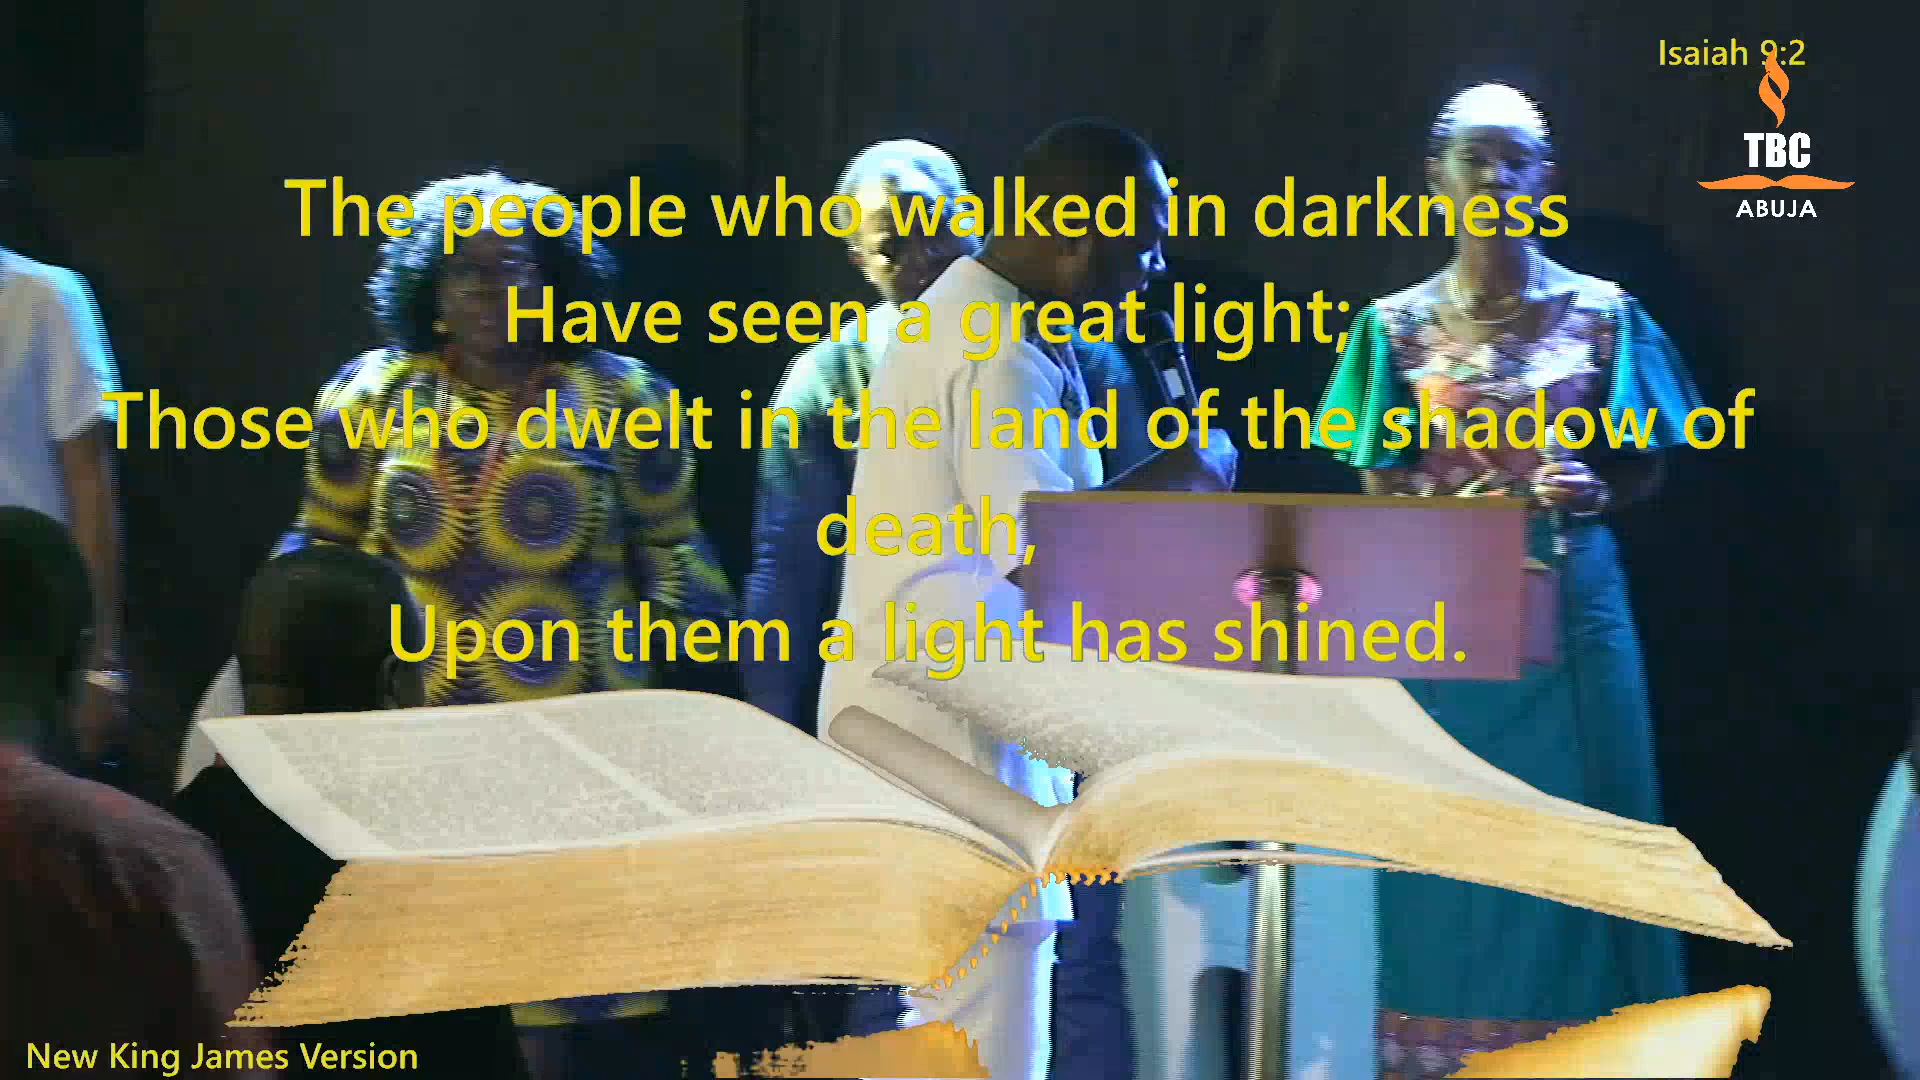 Isaiah 9:2
TBC
ABUJA
The people who walked in darkness
Have seen a great light;
Those who dwelt in the land of the shadow of
death,
Upon them a light has shined.
New King James Version